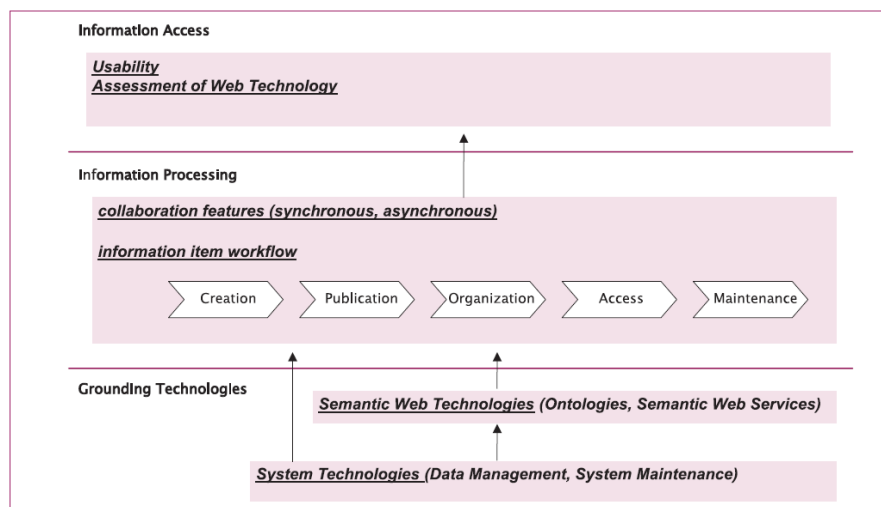 Information Access
Usability
Assessment of Web Technology
Information Processing
collaboration features (synchronous, asynchronous)
information item workflow
Creation
Publication
Organization
Access
Maintenance
Grounding Technologies
Semantic Web Technologies (Ontologies, Semantic Web Services)
System Technologies (Data Management, System Maintenance)